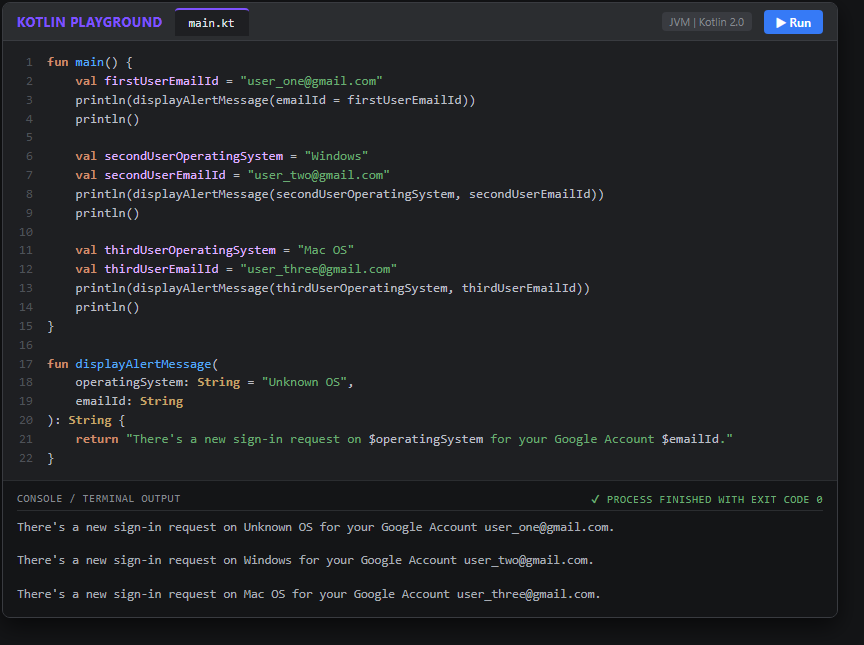 KOTLIN PLAYGROUND main.kt JVM | Kotlin 2.0 ▶ Run
1 fun main() {
2     val firstUserEmailId = "user_one@gmail.com"
3     println(displayAlertMessage(emailId = firstUserEmailId))
4     println()
5
6     val secondUserOperatingSystem = "Windows"
7     val secondUserEmailId = "user_two@gmail.com"
8     println(displayAlertMessage(secondUserOperatingSystem, secondUserEmailId))
9     println()
10
11     val thirdUserOperatingSystem = "Mac OS"
12     val thirdUserEmailId = "user_three@gmail.com"
13     println(displayAlertMessage(thirdUserOperatingSystem, thirdUserEmailId))
14     println()
15 }
16
17 fun displayAlertMessage(
18     operatingSystem: String = "Unknown OS",
19     emailId: String
20 ): String {
21     return "There's a new sign-in request on $operatingSystem for your Google Account $emailId."
22 }
CONSOLE / TERMINAL OUTPUT ✓ PROCESS FINISHED WITH EXIT CODE 0
There's a new sign-in request on Unknown OS for your Google Account user_one@gmail.com.
There's a new sign-in request on Windows for your Google Account user_two@gmail.com.
There's a new sign-in request on Mac OS for your Google Account user_three@gmail.com.